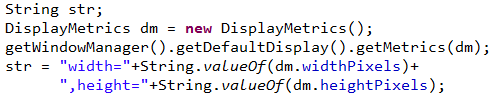 String str;
DisplayMetrics dm = new DisplayMetrics();
getWindowManager().getDefaultDisplay().getMetrics(dm);
str = "width="+String.valueOf(dm.widthPixels)+
",height="+String.valueOf(dm.heightPixels);